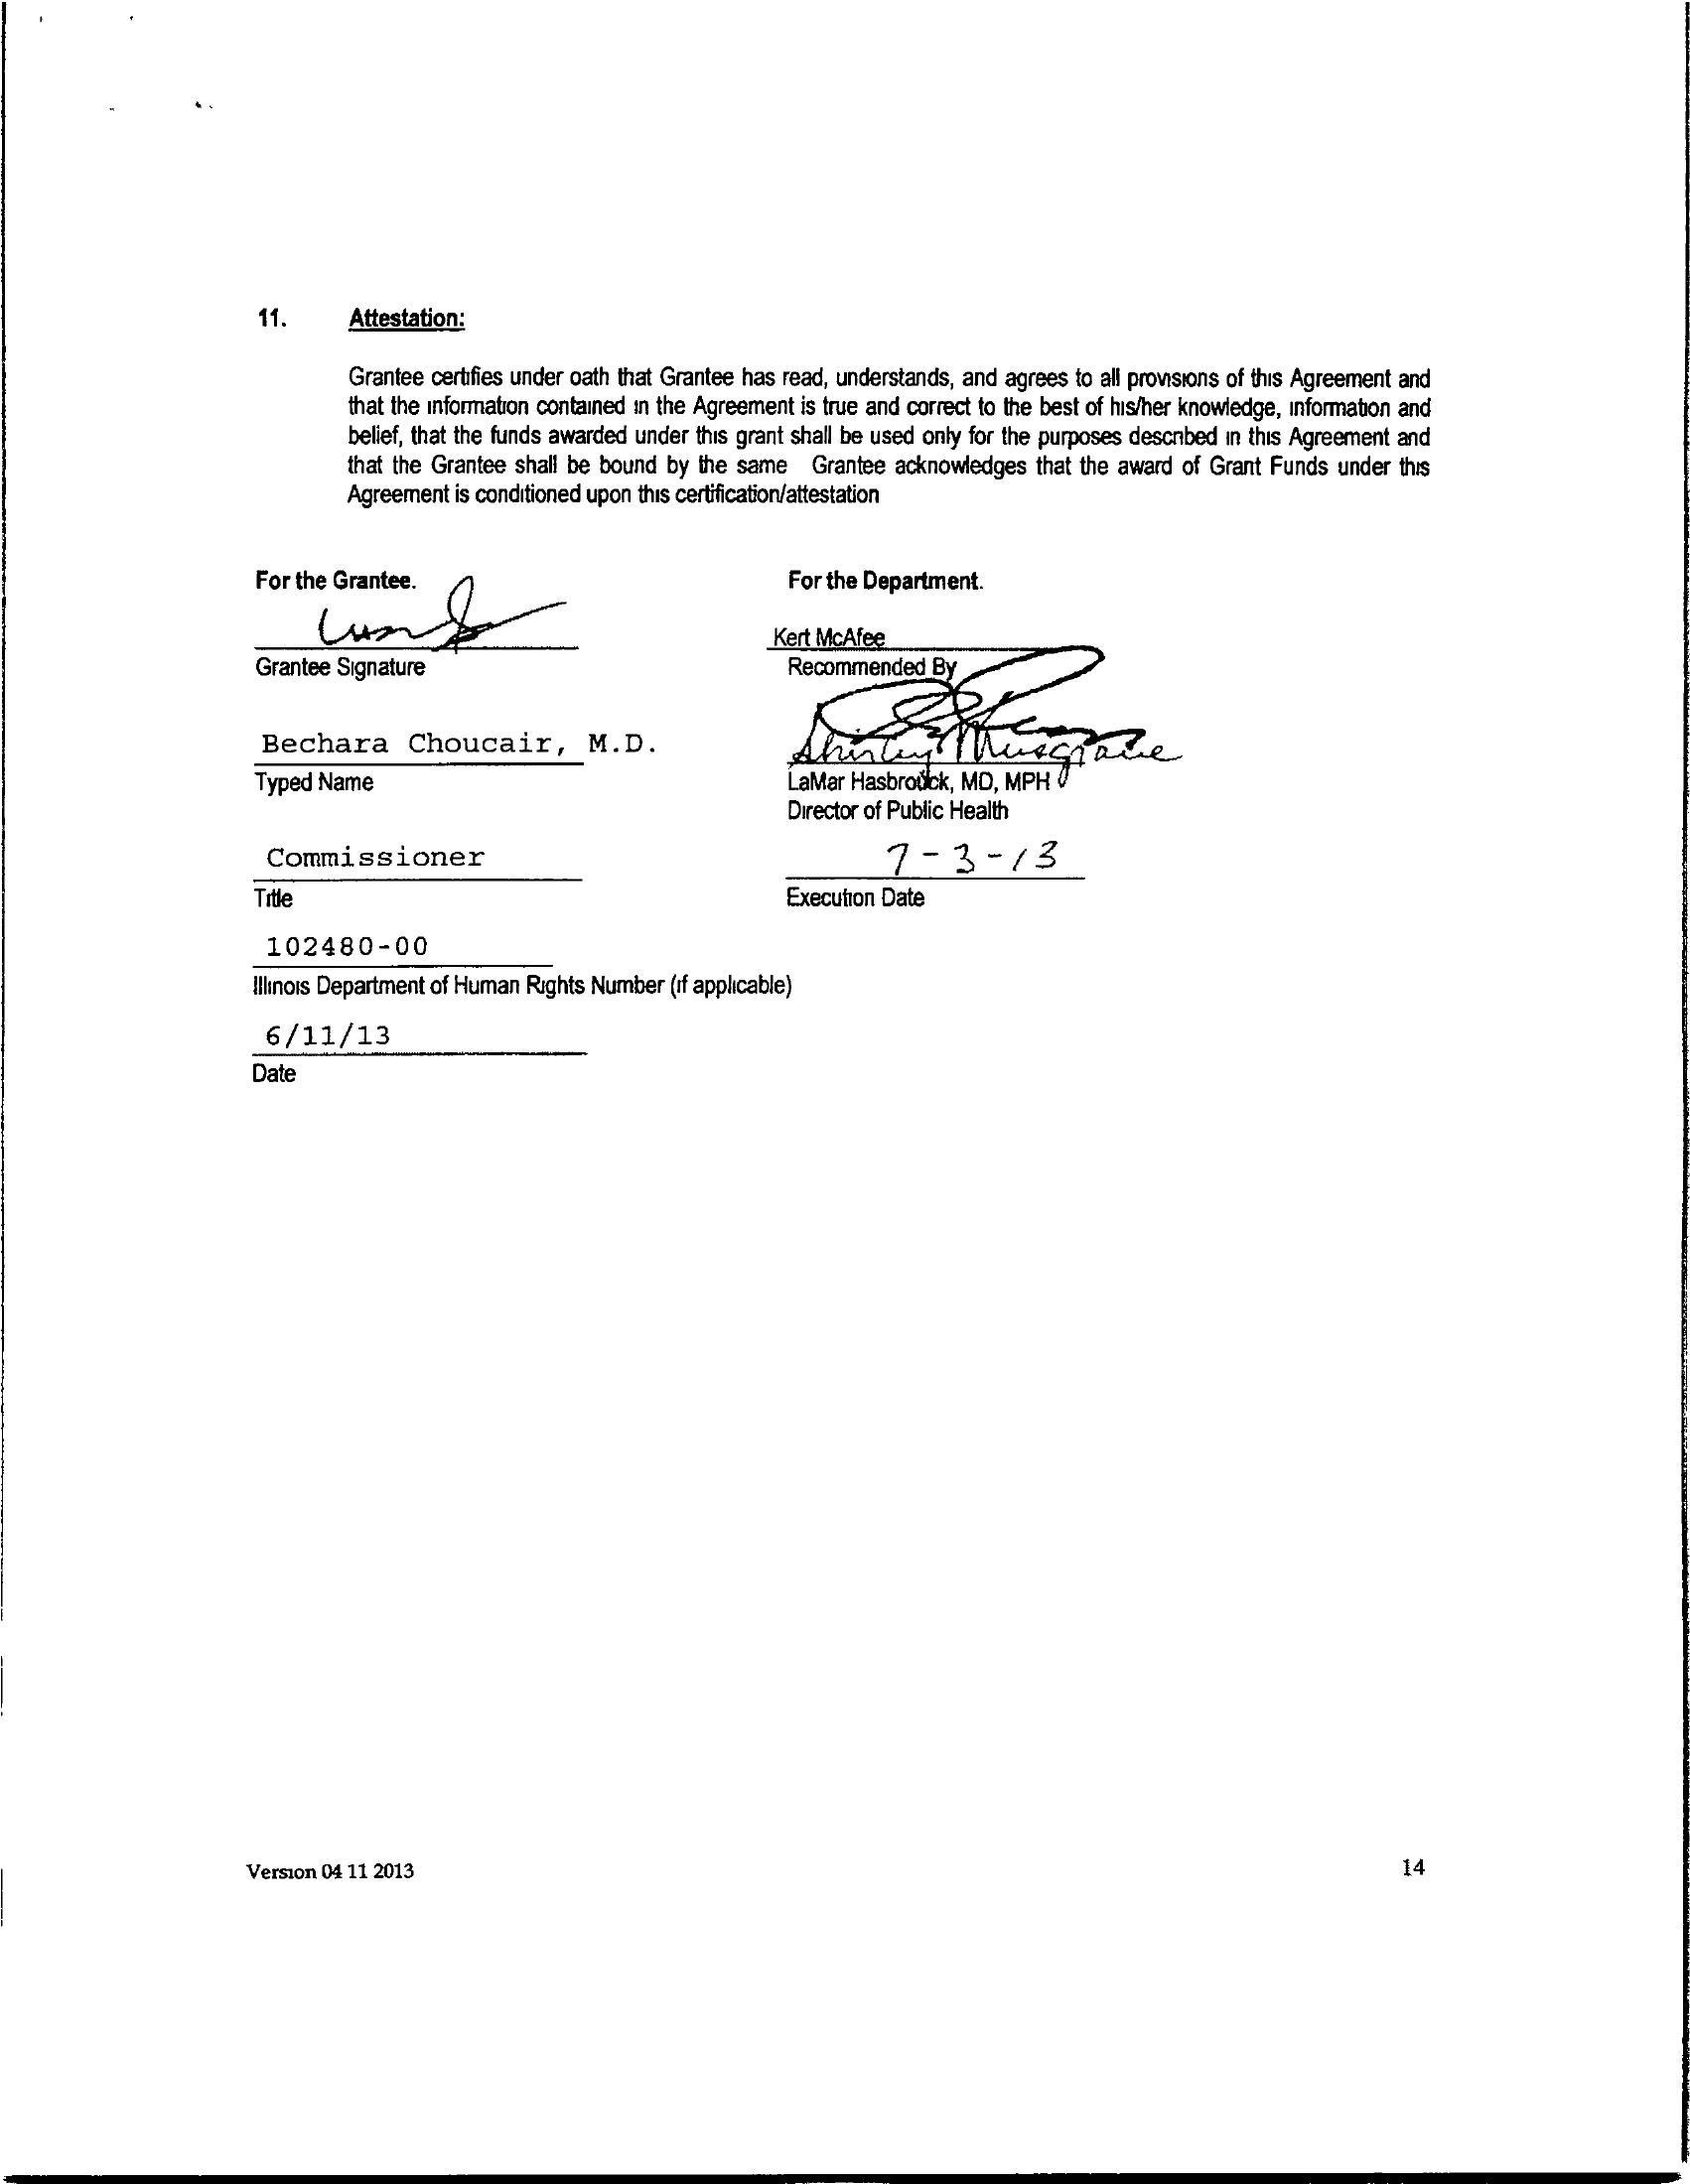 11. Attestation:
Grantee certifies under oath that Grantee has read, understands, and agrees to all provisions of this Agreement and
that the information contained in the Agreement is true and correct to the best of his/her knowledge, information and
belief, that the funds awarded under this grant shall be used only for the purposes described in this Agreement and
that the Grantee shall be bound by the same Grantee acknowledges that the award of Grant Funds under this
Agreement is conditioned upon this certification/attestation
For the Grantee.
Grantee Signature
Bechara Choucair, M.D.
Typed Name
Commissioner
Title
102480-00
Illinois Department of Human Rights Number (if applicable)
6/11/13
Date
For the Department.
Kert McAfee
Recommended By
Shirley Musgrave
LaMar Hasbrouck, MD, MPH
Director of Public Health
7-3-13
Execution Date
Version 04 11 2013
14